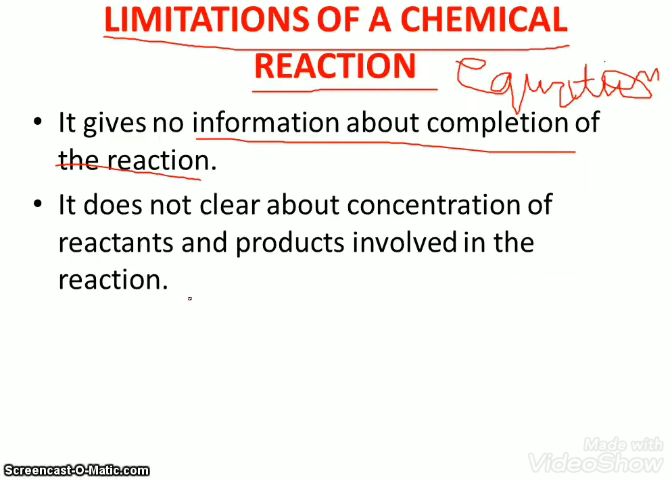 LIMITATIONS OF A CHEMICAL
REACTION Equation
• It gives no information about completion of
the reaction.
• It does not clear about concentration of
reactants and products involved in the
reaction.
Made with
VideoShow
Screencast-O-Matic.com